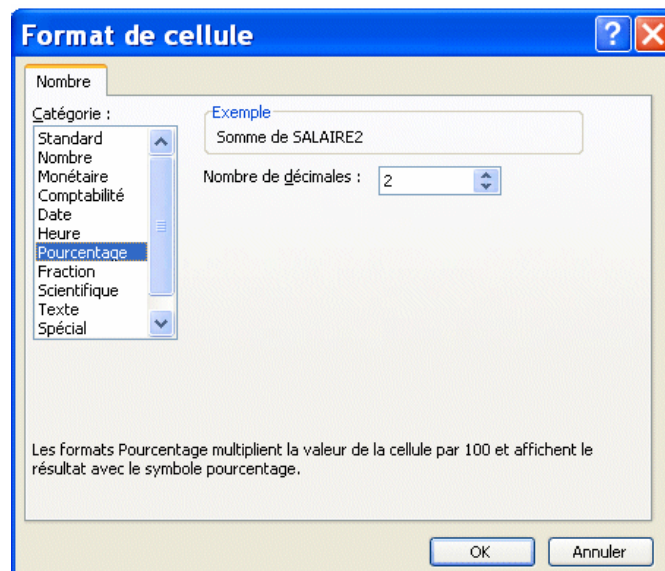 Format de cellule
Nombre
Catégorie :
Standard
Nombre
Monétaire
Comptabilité
Date
Heure
Pourcentage
Fraction
Scientifique
Texte
Spécial
Exemple
Somme de SALAIRE2
Nombre de décimales : 2
Les formats Pourcentage multiplient la valeur de la cellule par 100 et affichent le
résultat avec le symbole pourcentage.
OK Annuler